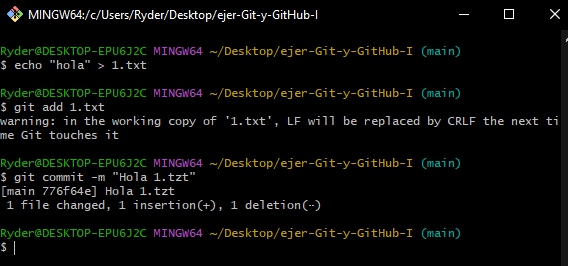 MINGW64:/c/Users/Ryder/Desktop/ejer-Git-y-GitHub-I
Ryder@DESKTOP-EPU6J2C MINGW64 ~/Desktop/ejer-Git-y-GitHub-I (main)
$ echo "hola" > 1.txt
Ryder@DESKTOP-EPU6J2C MINGW64 ~/Desktop/ejer-Git-y-GitHub-I (main)
$ git add 1.txt
warning: in the working copy of '1.txt', LF will be replaced by CRLF the next ti
me Git touches it
Ryder@DESKTOP-EPU6J2C MINGW64 ~/Desktop/ejer-Git-y-GitHub-I (main)
$ git commit -m "Hola 1.tzt"
[main 776f64e] Hola 1.tzt
 1 file changed, 1 insertion(+), 1 deletion(-)
Ryder@DESKTOP-EPU6J2C MINGW64 ~/Desktop/ejer-Git-y-GitHub-I (main)
$